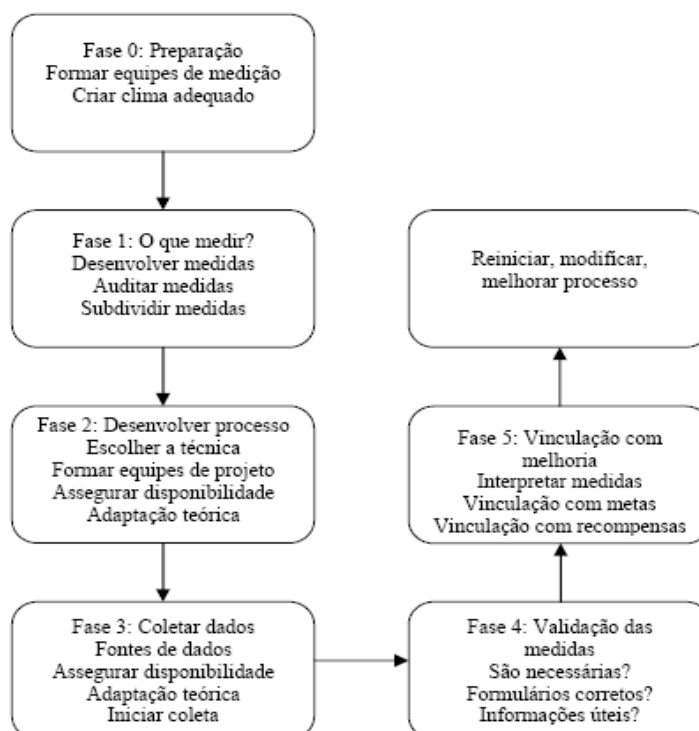 Fase 0: Preparação
Formar equipes de medição
Criar clima adequado
Fase 1: O que medir?
Desenvolver medidas
Auditar medidas
Subdividir medidas
Fase 2: Desenvolver processo
Escolher a técnica
Formar equipes de projeto
Assegurar disponibilidade
Adaptação teórica
Fase 3: Coletar dados
Fontes de dados
Assegurar disponibilidade
Adaptação teórica
Iniciar coleta
Fase 4: Validação das
medidas
São necessárias?
Formulários corretos?
Informações úteis?
Fase 5: Vinculação com
melhoria
Interpretar medidas
Vinculação com metas
Vinculação com recompensas
Reiniciar, modificar,
melhorar processo